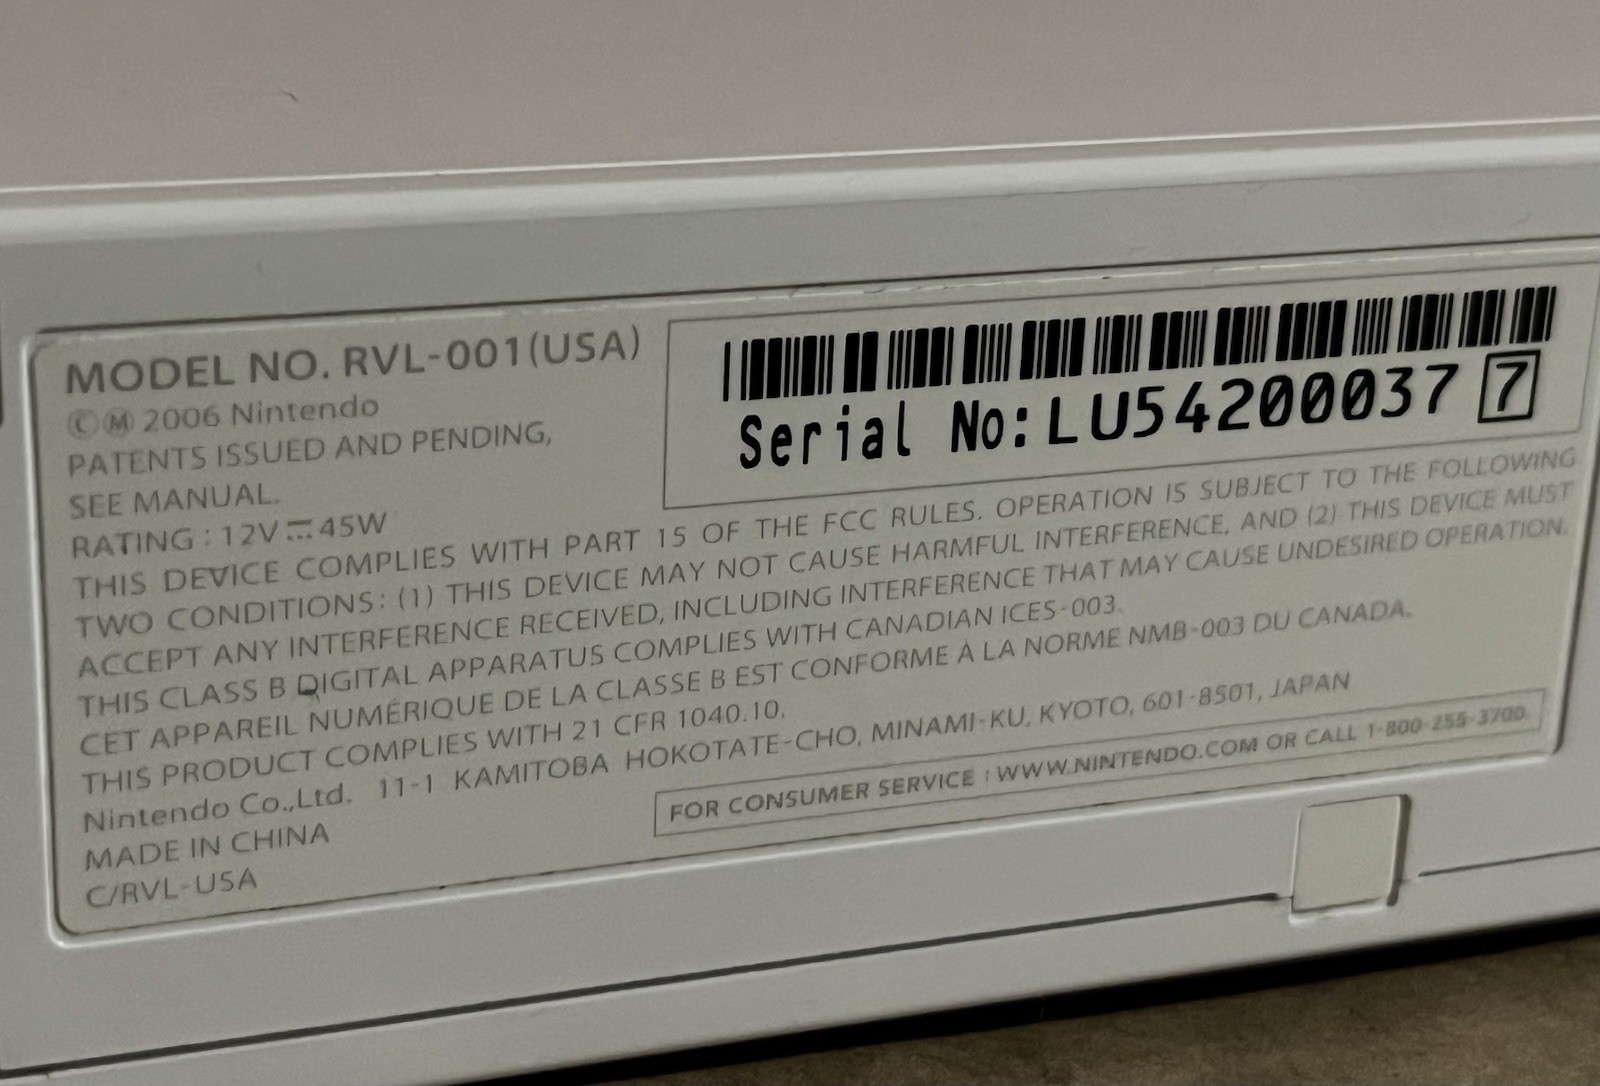 MODEL NO. RVL-001(USA)
ⒸⓂ 2006 Nintendo
PATENTS ISSUED AND PENDING,
SEE MANUAL.
RATING : 12V⎓45W
Serial No:LU54200037 7
THIS DEVICE COMPLIES WITH PART 15 OF THE FCC RULES. OPERATION IS SUBJECT TO THE FOLLOWING
TWO CONDITIONS: (1) THIS DEVICE MAY NOT CAUSE HARMFUL INTERFERENCE, AND (2) THIS DEVICE MUST
ACCEPT ANY INTERFERENCE RECEIVED, INCLUDING INTERFERENCE THAT MAY CAUSE UNDESIRED OPERATION.
THIS CLASS B DIGITAL APPARATUS COMPLIES WITH CANADIAN ICES-003.
CET APPAREIL NUMÉRIQUE DE LA CLASSE B EST CONFORME À LA NORME NMB-003 DU CANADA.
THIS PRODUCT COMPLIES WITH 21 CFR 1040.10.
Nintendo Co.,Ltd. 11-1 KAMITOBA HOKOTATE-CHO, MINAMI-KU, KYOTO, 601-8501, JAPAN
MADE IN CHINA
C/RVL-USA
FOR CONSUMER SERVICE : WWW.NINTENDO.COM OR CALL 1-800-255-3700.